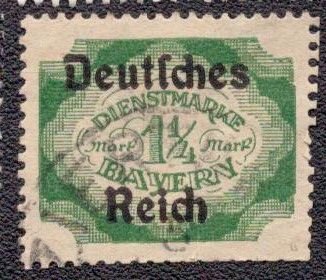 Deutſches
DIENSTMARKE
Mark 1¼ Mark
BAYERN
Reich